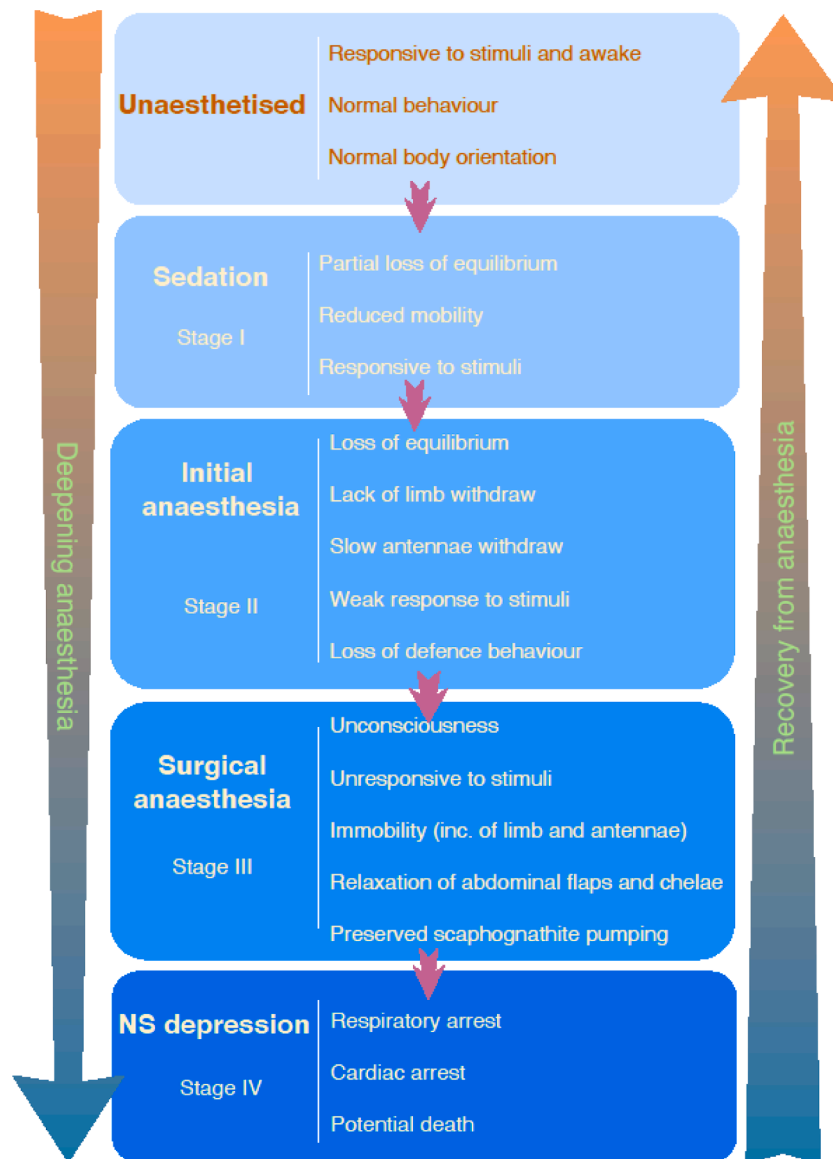 Unaesthetised
Responsive to stimuli and awake
Normal behaviour
Normal body orientation
Sedation
Stage I
Partial loss of equilibrium
Reduced mobility
Responsive to stimuli
Initial
anaesthesia
Stage II
Loss of equilibrium
Lack of limb withdraw
Slow antennae withdraw
Weak response to stimuli
Loss of defence behaviour
Surgical
anaesthesia
Stage III
Unconsciousness
Unresponsive to stimuli
Immobility (inc. of limb and antennae)
Relaxation of abdominal flaps and chelae
Preserved scaphognathite pumping
NS depression
Stage IV
Respiratory arrest
Cardiac arrest
Potential death
Deepening anaesthesia
Recovery from anaesthesia